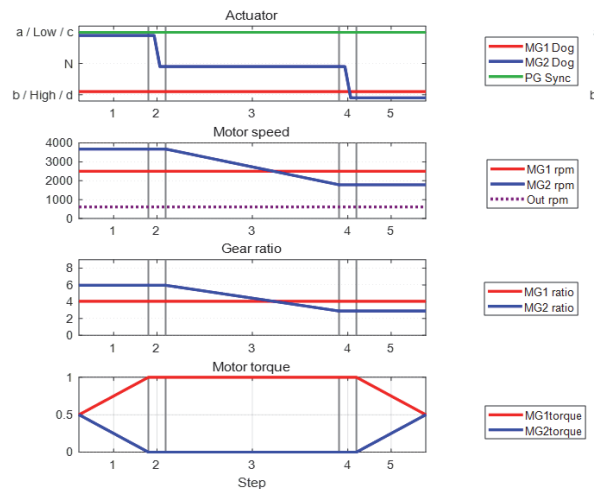 Actuator
a / Low / c
N
b / High / d
1 2 3 4 5
MG1 Dog
MG2 Dog
PG Sync
b
Motor speed
4000
3000
2000
1000
0
1 2 3 4 5
MG1 rpm
MG2 rpm
Out rpm
Gear ratio
8
6
4
2
0
1 2 3 4 5
MG1 ratio
MG2 ratio
Motor torque
1
0.5
0
1 2 3 4 5
Step
MG1torque
MG2torque